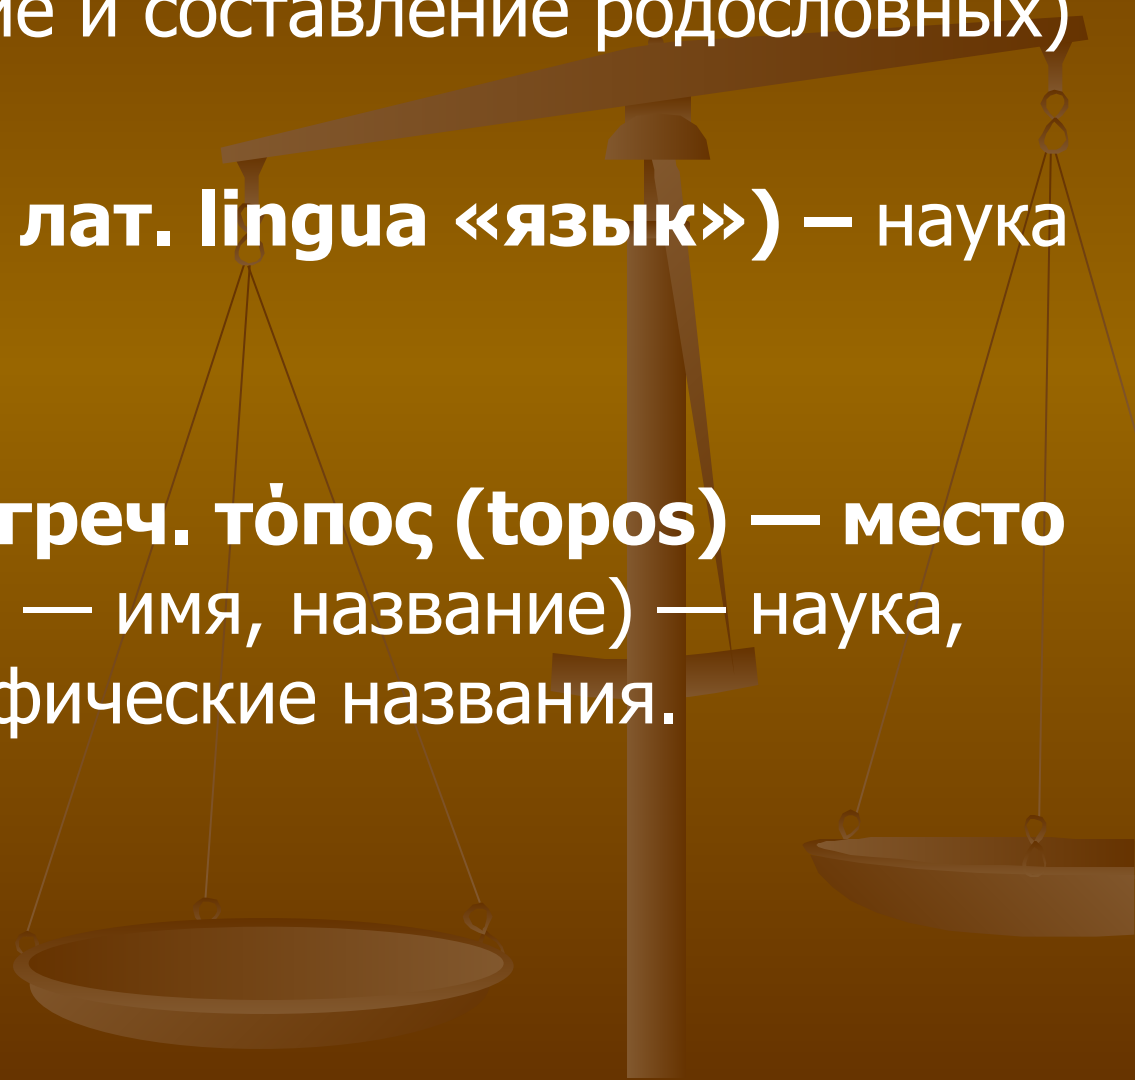 ие и составление родословных)
лат. lingua «язык») – наука
греч. τόπος (topos) — место
— имя, название) — наука,
фические названия.